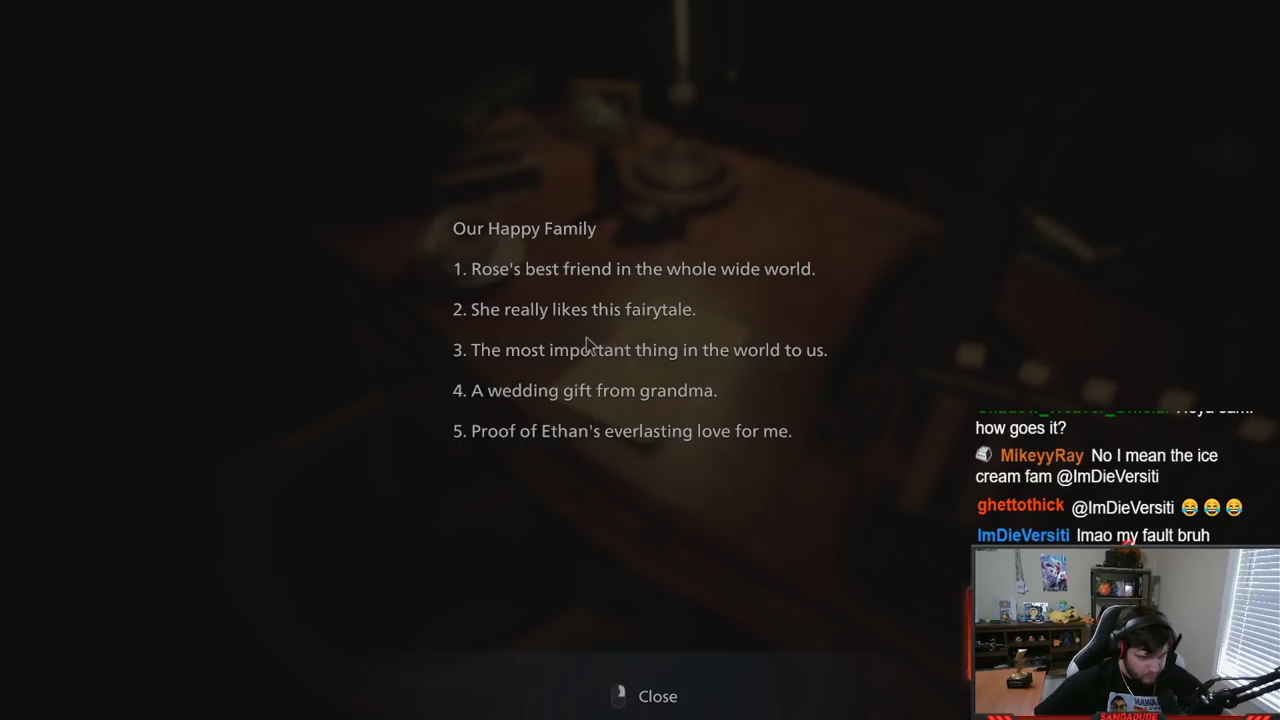 Our Happy Family
1. Rose's best friend in the whole wide world.
2. She really likes this fairytale.
3. The most important thing in the world to us.
4. A wedding gift from grandma.
5. Proof of Ethan's everlasting love for me.
how goes it?
MikeyyRay No I mean the ice
cream fam @ImDieVersiti
ghettothick @ImDieVersiti 😂 😂 😂
ImDieVersiti lmao my fault bruh
Close
SANGADUDE